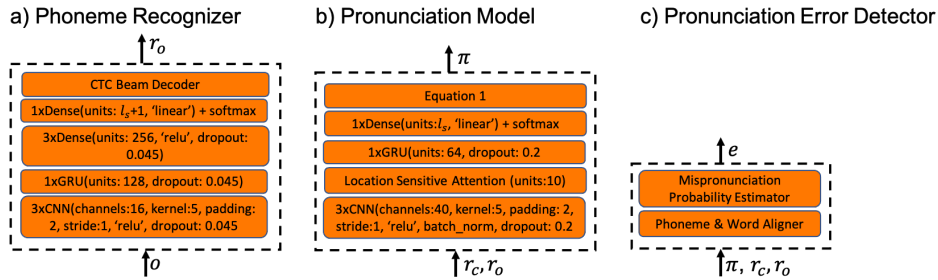 a) Phoneme Recognizer
r_o
CTC Beam Decoder
1xDense(units: l_s+1, ‘linear’) + softmax
3xDense(units: 256, ‘relu’, dropout:
0.045)
1xGRU(units: 128, dropout: 0.045)
3xCNN(channels:16, kernel:5, padding:
2, stride:1, ‘relu’, dropout: 0.045
o
b) Pronunciation Model
π
Equation 1
1xDense(units:l_s, ‘linear’) + softmax
1xGRU(units: 64, dropout: 0.2
Location Sensitive Attention (units:10)
3xCNN(channels:40, kernel:5, padding: 2,
stride:1, ‘relu’, batch_norm, dropout: 0.2
r_c, r_o
c) Pronunciation Error Detector
e
Mispronunciation
Probability Estimator
Phoneme & Word Aligner
π, r_c, r_o